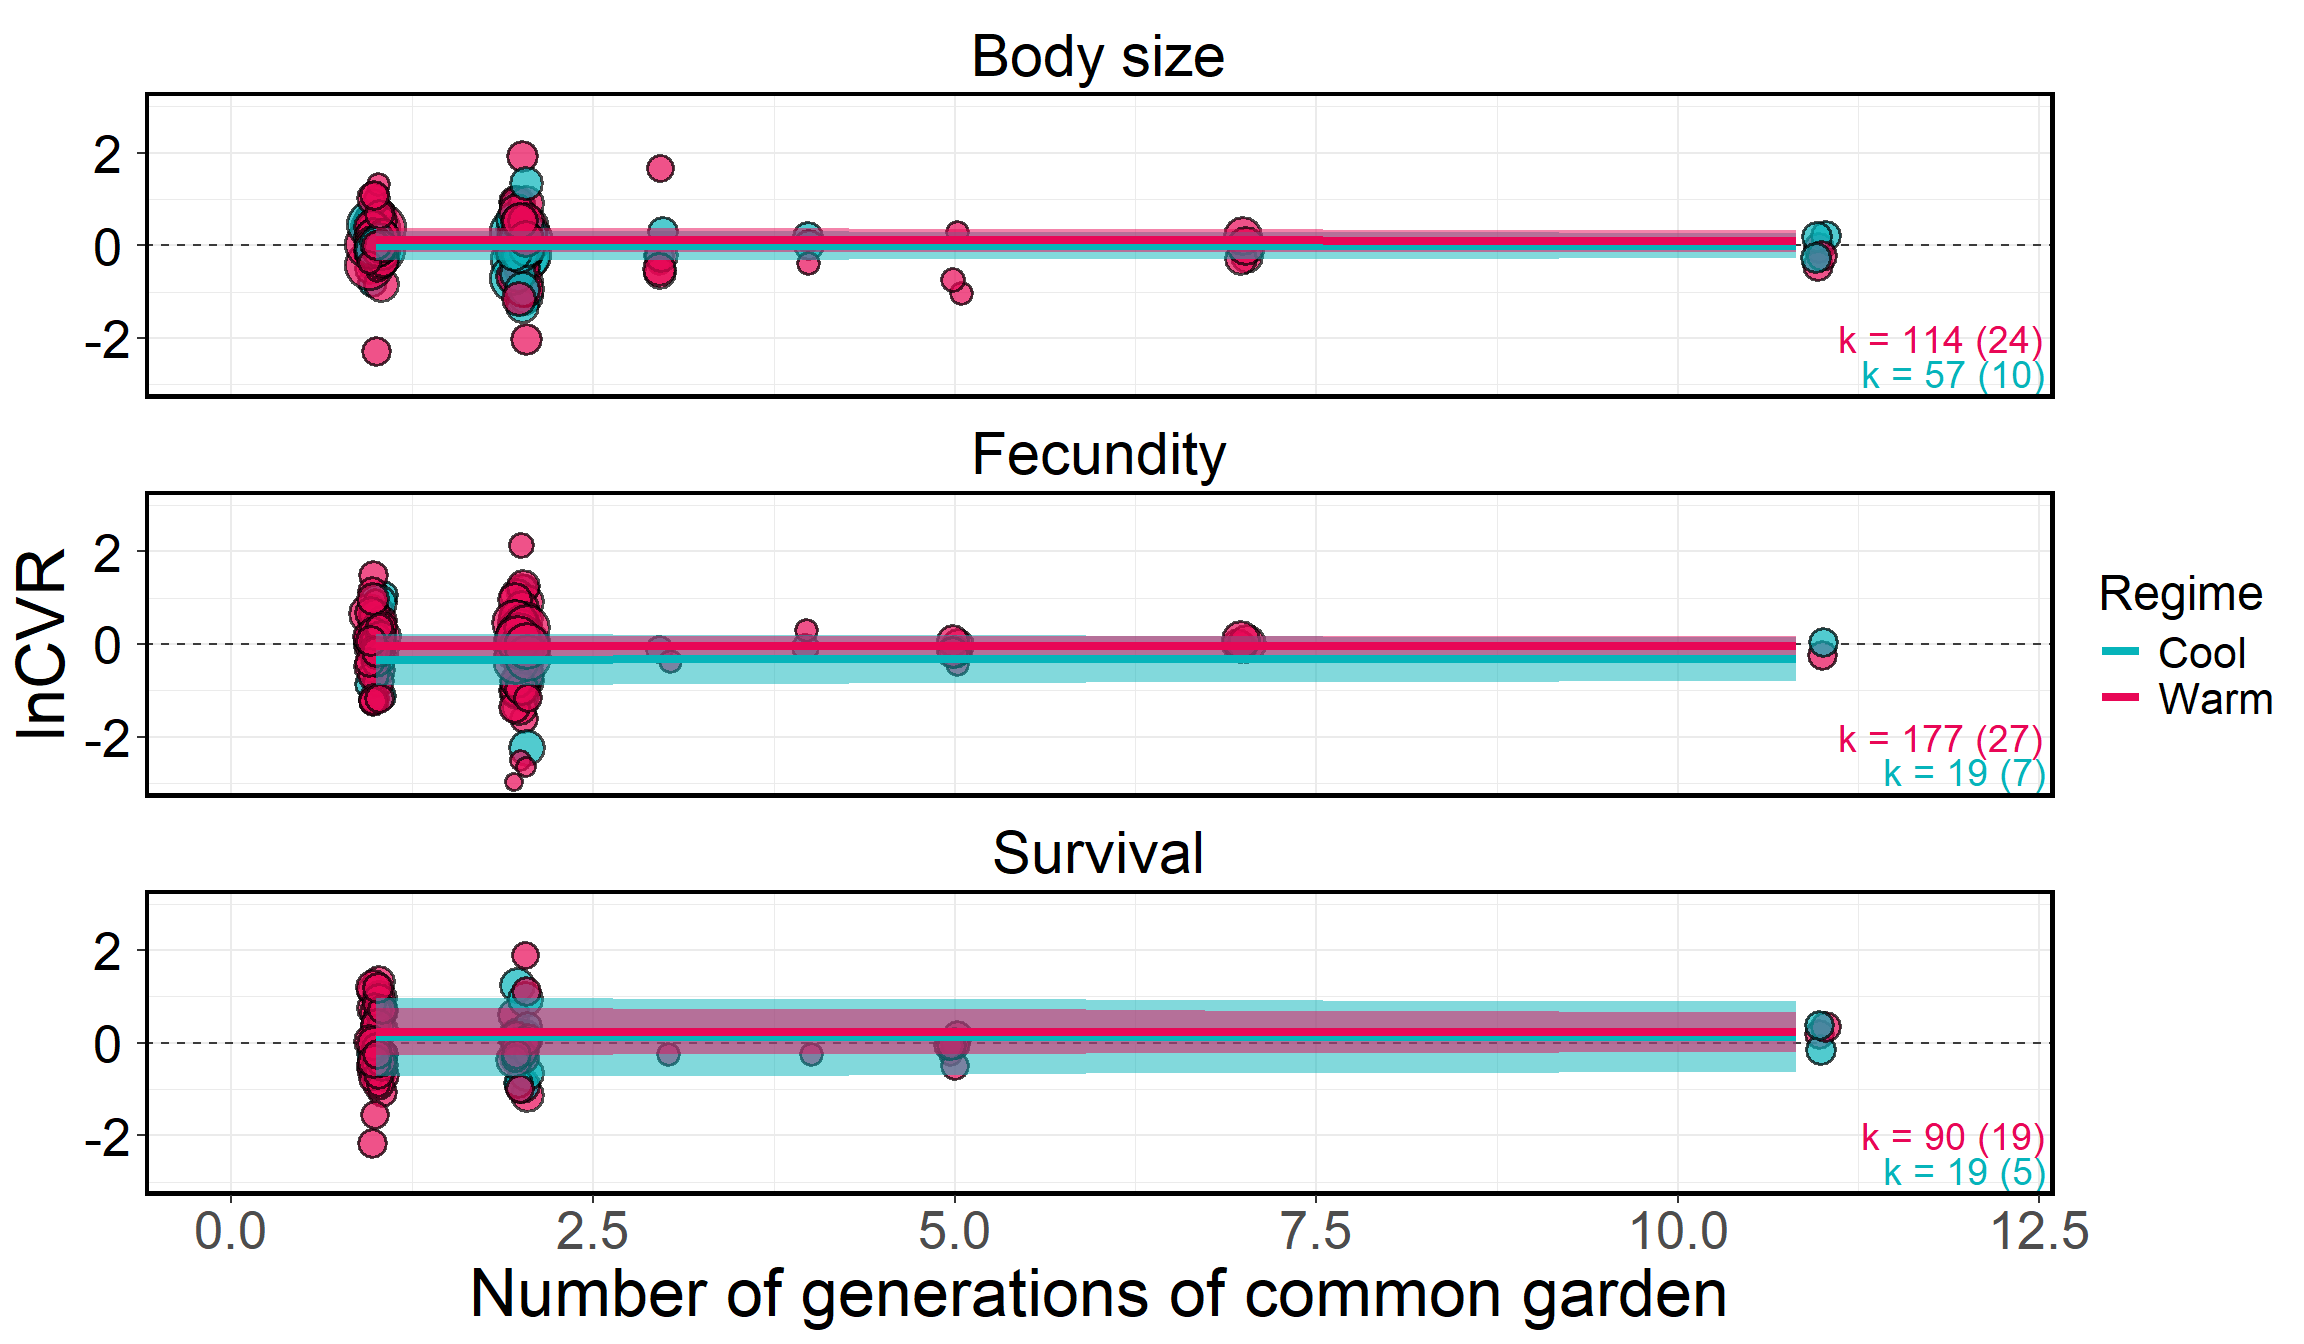 Body size
2
0
-2
k = 114 (24)
k = 57 (10)
Fecundity
2
0
-2
k = 177 (27)
k = 19 (7)
lnCVR
Regime
Cool
Warm
Survival
2
0
-2
k = 90 (19)
k = 19 (5)
0.0 2.5 5.0 7.5 10.0 12.5
Number of generations of common garden